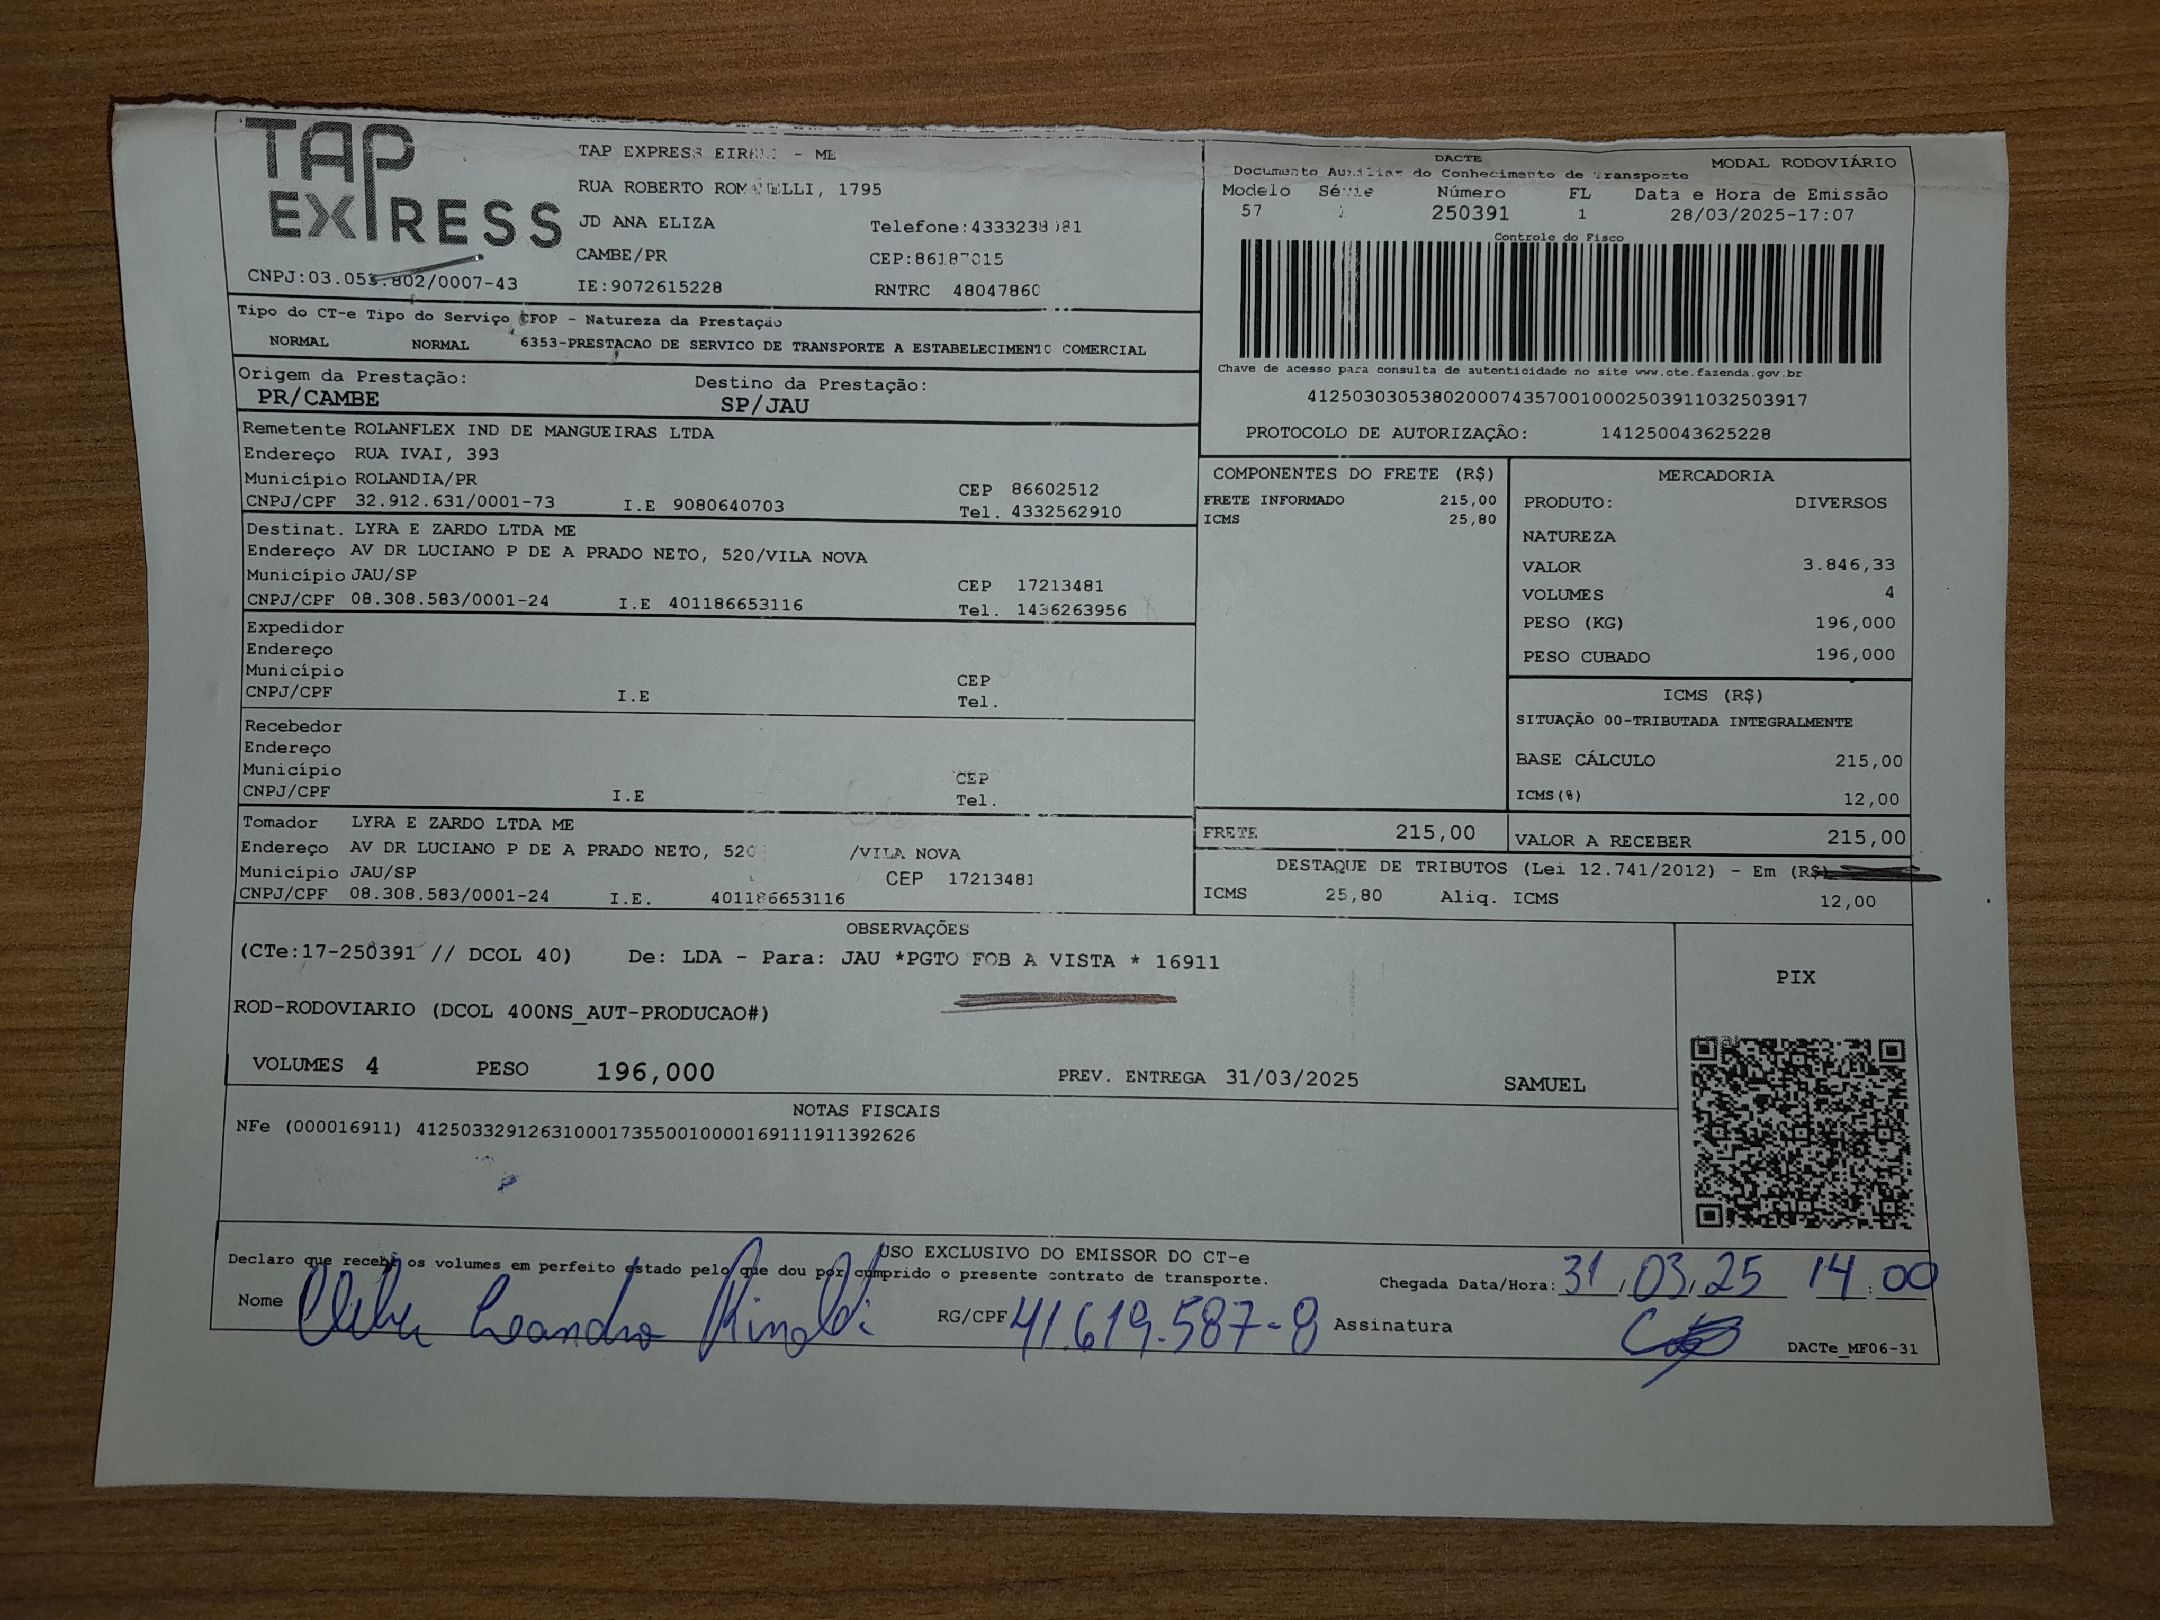 TAP
EXPRESS
CNPJ:03.053.802/0007-43
TAP EXPRESS EIRELI - ME
RUA ROBERTO ROMANELLI, 1795
JD ANA ELIZA
Telefone:4333238081
CAMBE/PR
CEP:86187015
IE:9072615228
RNTRC 48047860
DACTE
MODAL RODOVIÁRIO
Documento Auxiliar do Conhecimento de Transporte
Modelo Série Número FL Data e Hora de Emissão
57 1 250391 1 28/03/2025-17:07
Controle do Fisco
Chave de acesso para consulta de autenticidade no site www.cte.fazenda.gov.br
41250303053802000743570010002503911032503917
PROTOCOLO DE AUTORIZAÇÃO: 141250043625228
Tipo do CT-e Tipo do Serviço CFOP - Natureza da Prestação
NORMAL NORMAL 6353-PRESTACAO DE SERVICO DE TRANSPORTE A ESTABELECIMENTO COMERCIAL
Origem da Prestação: Destino da Prestação:
PR/CAMBE SP/JAU
Remetente ROLANFLEX IND DE MANGUEIRAS LTDA
Endereço RUA IVAI, 393
Município ROLANDIA/PR CEP 86602512
CNPJ/CPF 32.912.631/0001-73 I.E 9080640703 Tel. 4332562910
Destinat. LYRA E ZARDO LTDA ME
Endereço AV DR LUCIANO P DE A PRADO NETO, 520/VILA NOVA
Município JAU/SP CEP 17213481
CNPJ/CPF 08.308.583/0001-24 I.E 401186653116 Tel. 1436263956
Expedidor
Endereço
Município CEP
CNPJ/CPF I.E Tel.
Recebedor
Endereço
Município CEP
CNPJ/CPF I.E Tel.
Tomador LYRA E ZARDO LTDA ME
Endereço AV DR LUCIANO P DE A PRADO NETO, 520 /VILA NOVA
Município JAU/SP CEP 17213481
CNPJ/CPF 08.308.583/0001-24 I.E. 401186653116
COMPONENTES DO FRETE (R$)
FRETE INFORMADO 215,00
ICMS 25,80
MERCADORIA
PRODUTO: DIVERSOS
NATUREZA
VALOR 3.846,33
VOLUMES 4
PESO (KG) 196,000
PESO CUBADO 196,000
ICMS (R$)
SITUAÇÃO 00-TRIBUTADA INTEGRALMENTE
BASE CÁLCULO 215,00
ICMS(%) 12,00
FRETE 215,00 VALOR A RECEBER 215,00
DESTAQUE DE TRIBUTOS (Lei 12.741/2012) - Em (R$)
ICMS 25,80 Aliq. ICMS 12,00
OBSERVAÇÕES
(CTe:17-250391 // DCOL 40) De: LDA - Para: JAU *PGTO FOB A VISTA * 16911
ROD-RODOVIARIO (DCOL 400NS_AUT-PRODUCAO#)
VOLUMES 4 PESO 196,000 PREV. ENTREGA 31/03/2025 SAMUEL
PIX
NOTAS FISCAIS
NFe (000016911) 41250332912631000173550010000169111911392626
USO EXCLUSIVO DO EMISSOR DO CT-e
Declaro que recebi os volumes em perfeito estado pelo que dou por cumprido o presente contrato de transporte.
Chegada Data/Hora: 31/03/25 14:00
Nome Leandro Rinaldi RG/CPF 41.619.587-8 Assinatura
DACTe_MF06-31